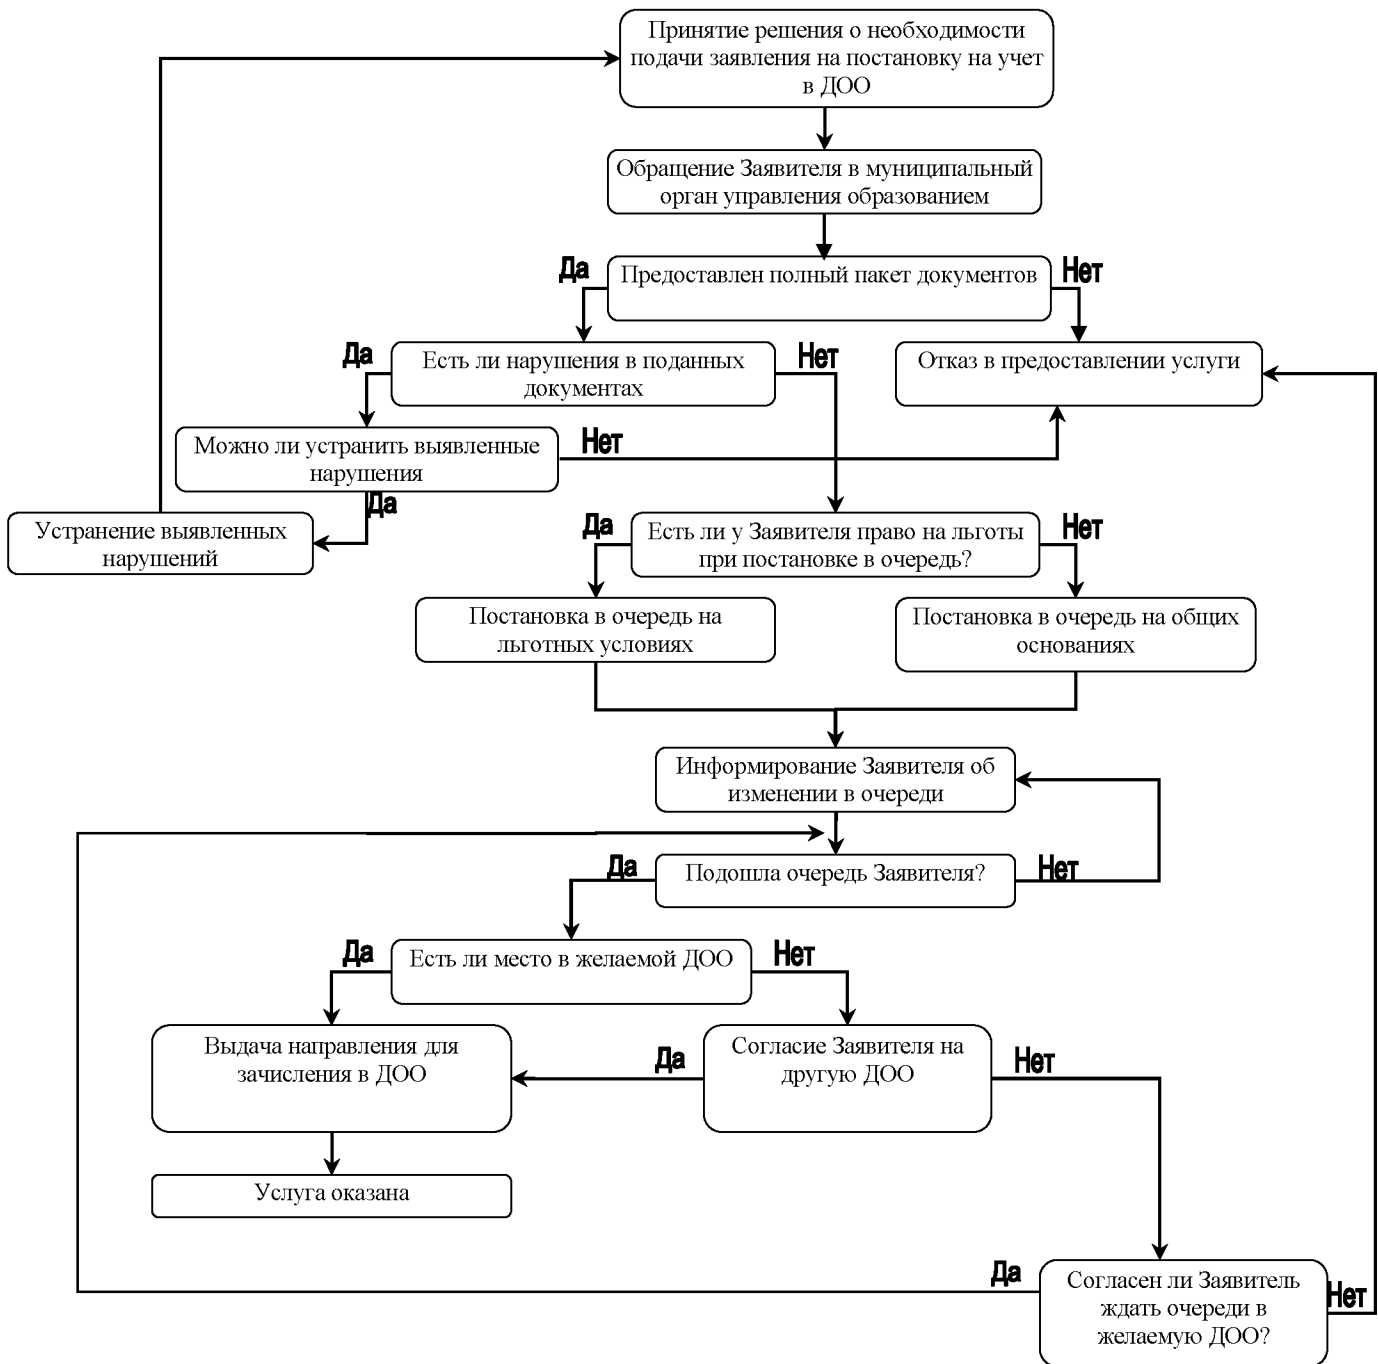 Принятие решения о необходимости
подачи заявления на постановку на учет
в ДОО
Обращение Заявителя в муниципальный
орган управления образованием
Да
Предоставлен полный пакет документов
Нет
Да
Есть ли нарушения в поданных
документах
Нет
Отказ в предоставлении услуги
Можно ли устранить выявленные
нарушения
Нет
Да
Устранение выявленных
нарушений
Да
Есть ли у Заявителя право на льготы
при постановке в очередь?
Нет
Постановка в очередь на
льготных условиях
Постановка в очередь на общих
основаниях
Информирование Заявителя об
изменении в очереди
Да
Подошла очередь Заявителя?
Нет
Да
Есть ли место в желаемой ДОО
Нет
Выдача направления для
зачисления в ДОО
Да
Согласие Заявителя на
другую ДОО
Нет
Услуга оказана
Да
Согласен ли Заявитель
ждать очереди в
желаемую ДОО?
Нет